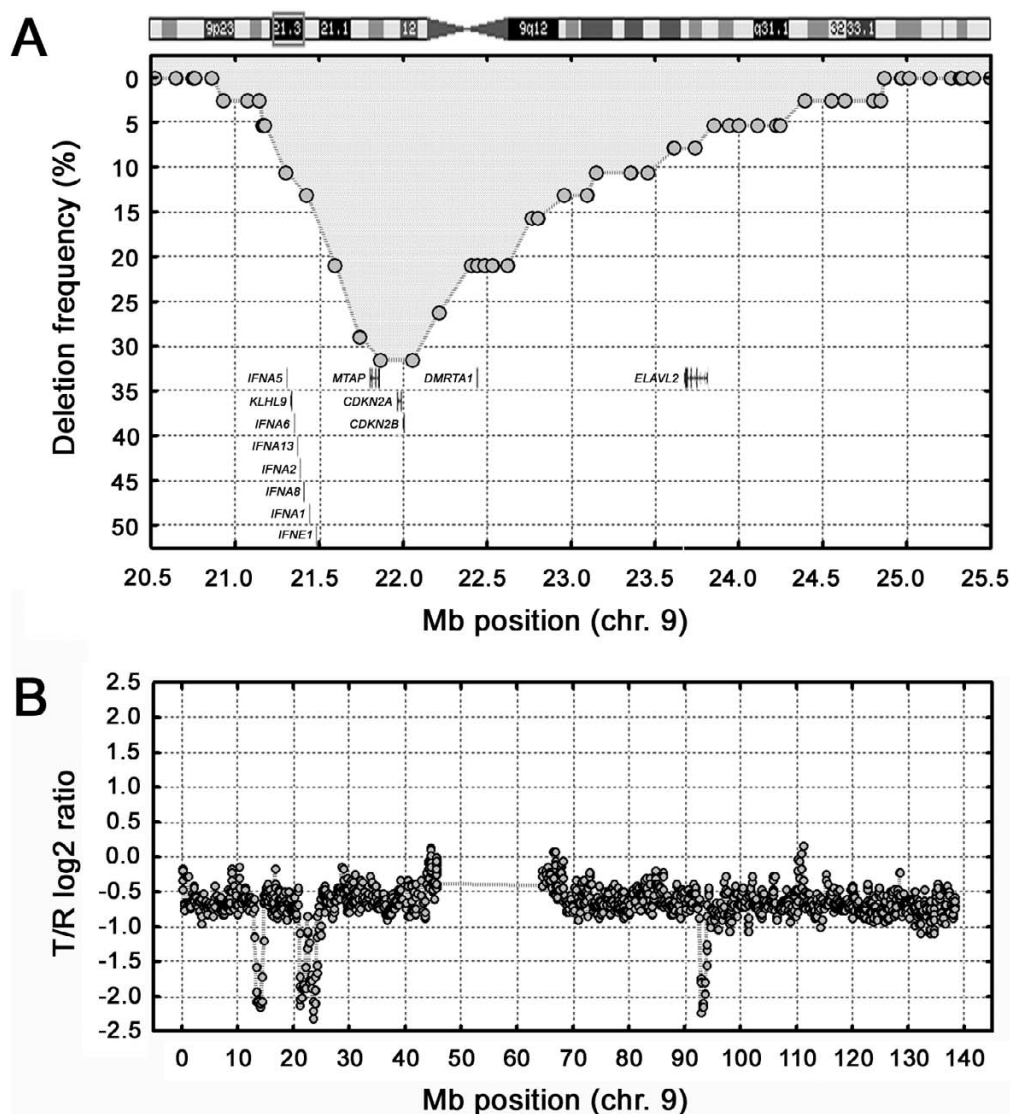 A
9p23 21.3 21.1 12 9q12 q31.1 32 33.1
Deletion frequency (%)
0
5
10
15
20
25
30
35
40
45
50
IFNA5 MTAP DMRTA1 ELAVL2
KLHL9 CDKN2A
IFNA6 CDKN2B
IFNA13
IFNA2
IFNA8
IFNA1
IFNE1
20.5 21.0 21.5 22.0 22.5 23.0 23.5 24.0 24.5 25.0 25.5
Mb position (chr. 9)
B
T/R log2 ratio
2.5
2.0
1.5
1.0
0.5
0.0
-0.5
-1.0
-1.5
-2.0
-2.5
0 10 20 30 40 50 60 70 80 90 100 110 120 130 140
Mb position (chr. 9)